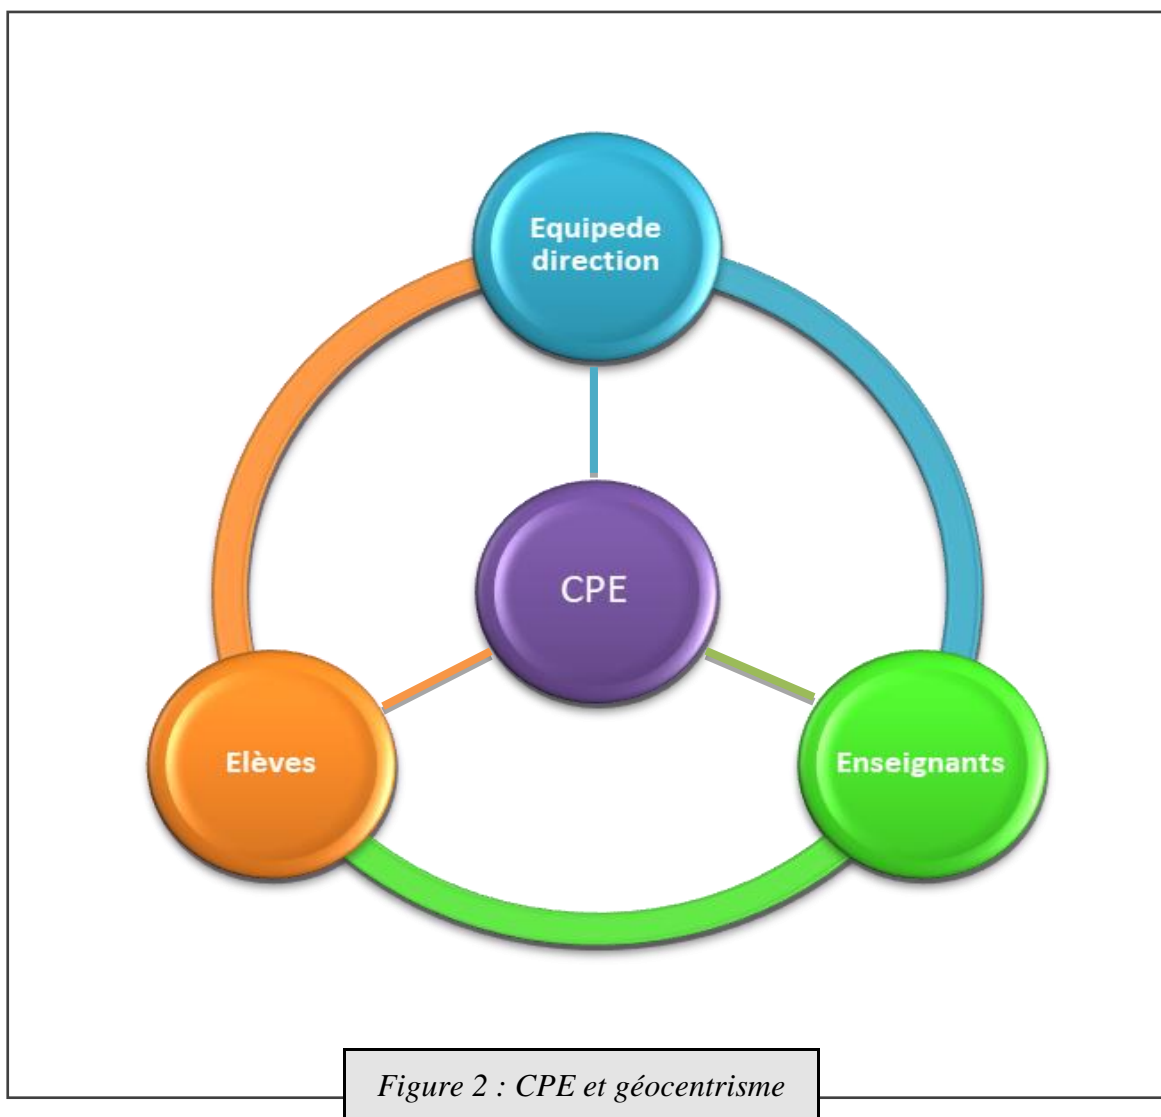 Equipede
direction
CPE
Elèves
Enseignants
Figure 2 : CPE et géocentrisme